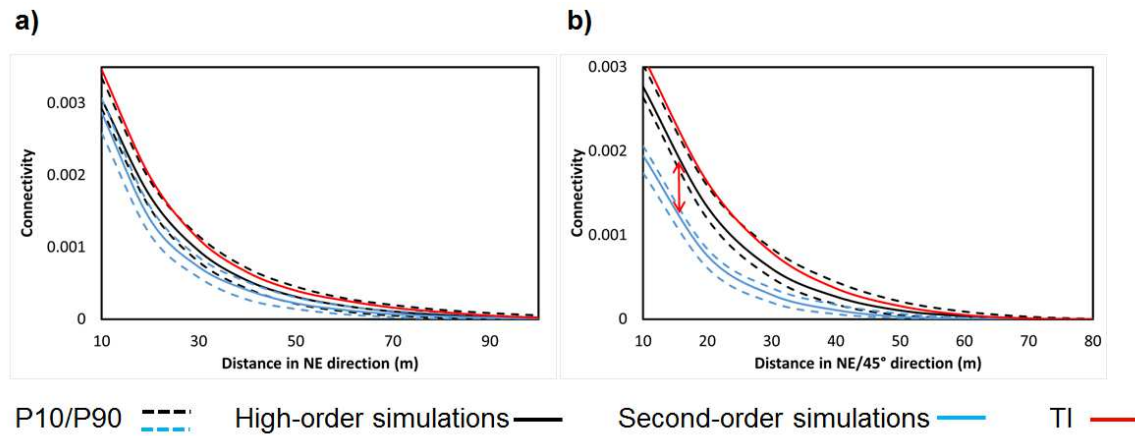 a)
0.003
0.002
0.001
0
Connectivity
10 30 50 70 90
Distance in NE direction (m)
b)
0.003
0.002
0.001
0
Connectivity
10 20 30 40 50 60 70 80
Distance in NE/45° direction (m)
P10/P90 High-order simulations Second-order simulations TI